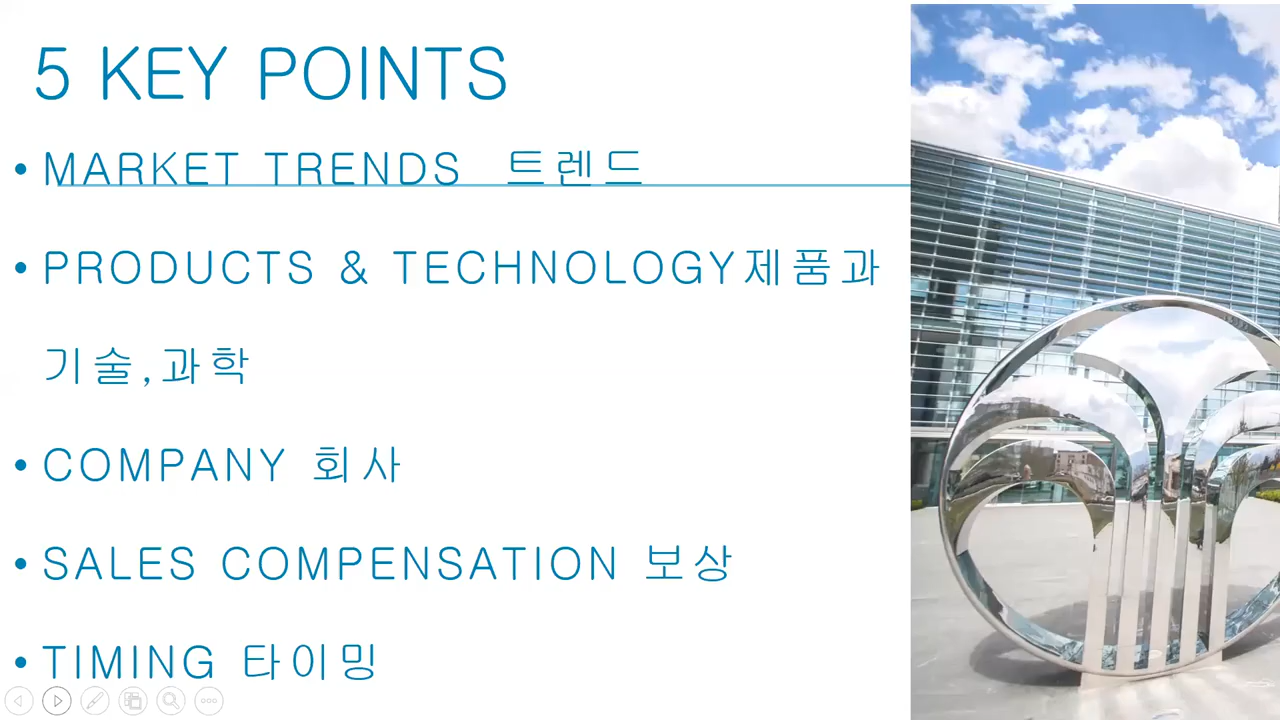 5 KEY POINTS
• MARKET TRENDS 트렌드
• PRODUCTS & TECHNOLOGY제품과
기술,과학
• COMPANY 회사
• SALES COMPENSATION 보상
• TIMING 타이밍